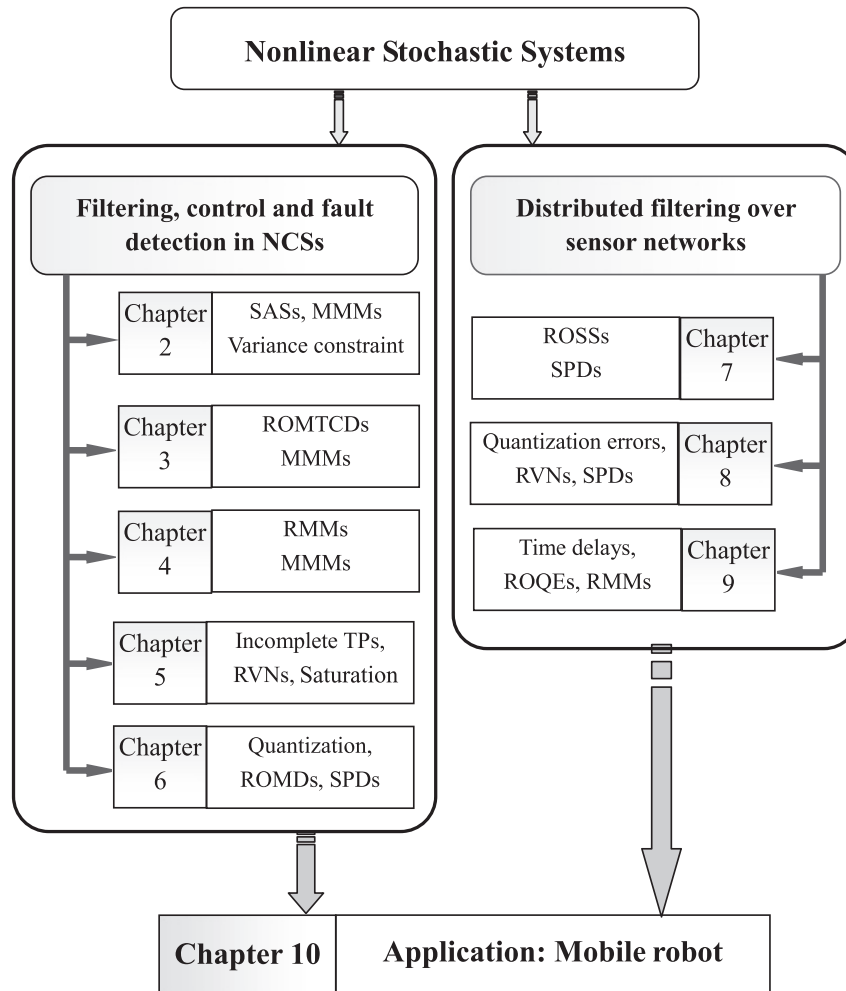 Nonlinear Stochastic Systems
Filtering, control and fault
detection in NCSs
Chapter
2
SASs, MMMs
Variance constraint
Chapter
3
ROMTCDs
MMMs
Chapter
4
RMMs
MMMs
Chapter
5
Incomplete TPs,
RVNs, Saturation
Chapter
6
Quantization,
ROMDs, SPDs
Distributed filtering over
sensor networks
ROSSs
SPDs
Chapter
7
Quantization errors,
RVNs, SPDs
Chapter
8
Time delays,
ROQEs, RMMs
Chapter
9
Chapter 10
Application: Mobile robot